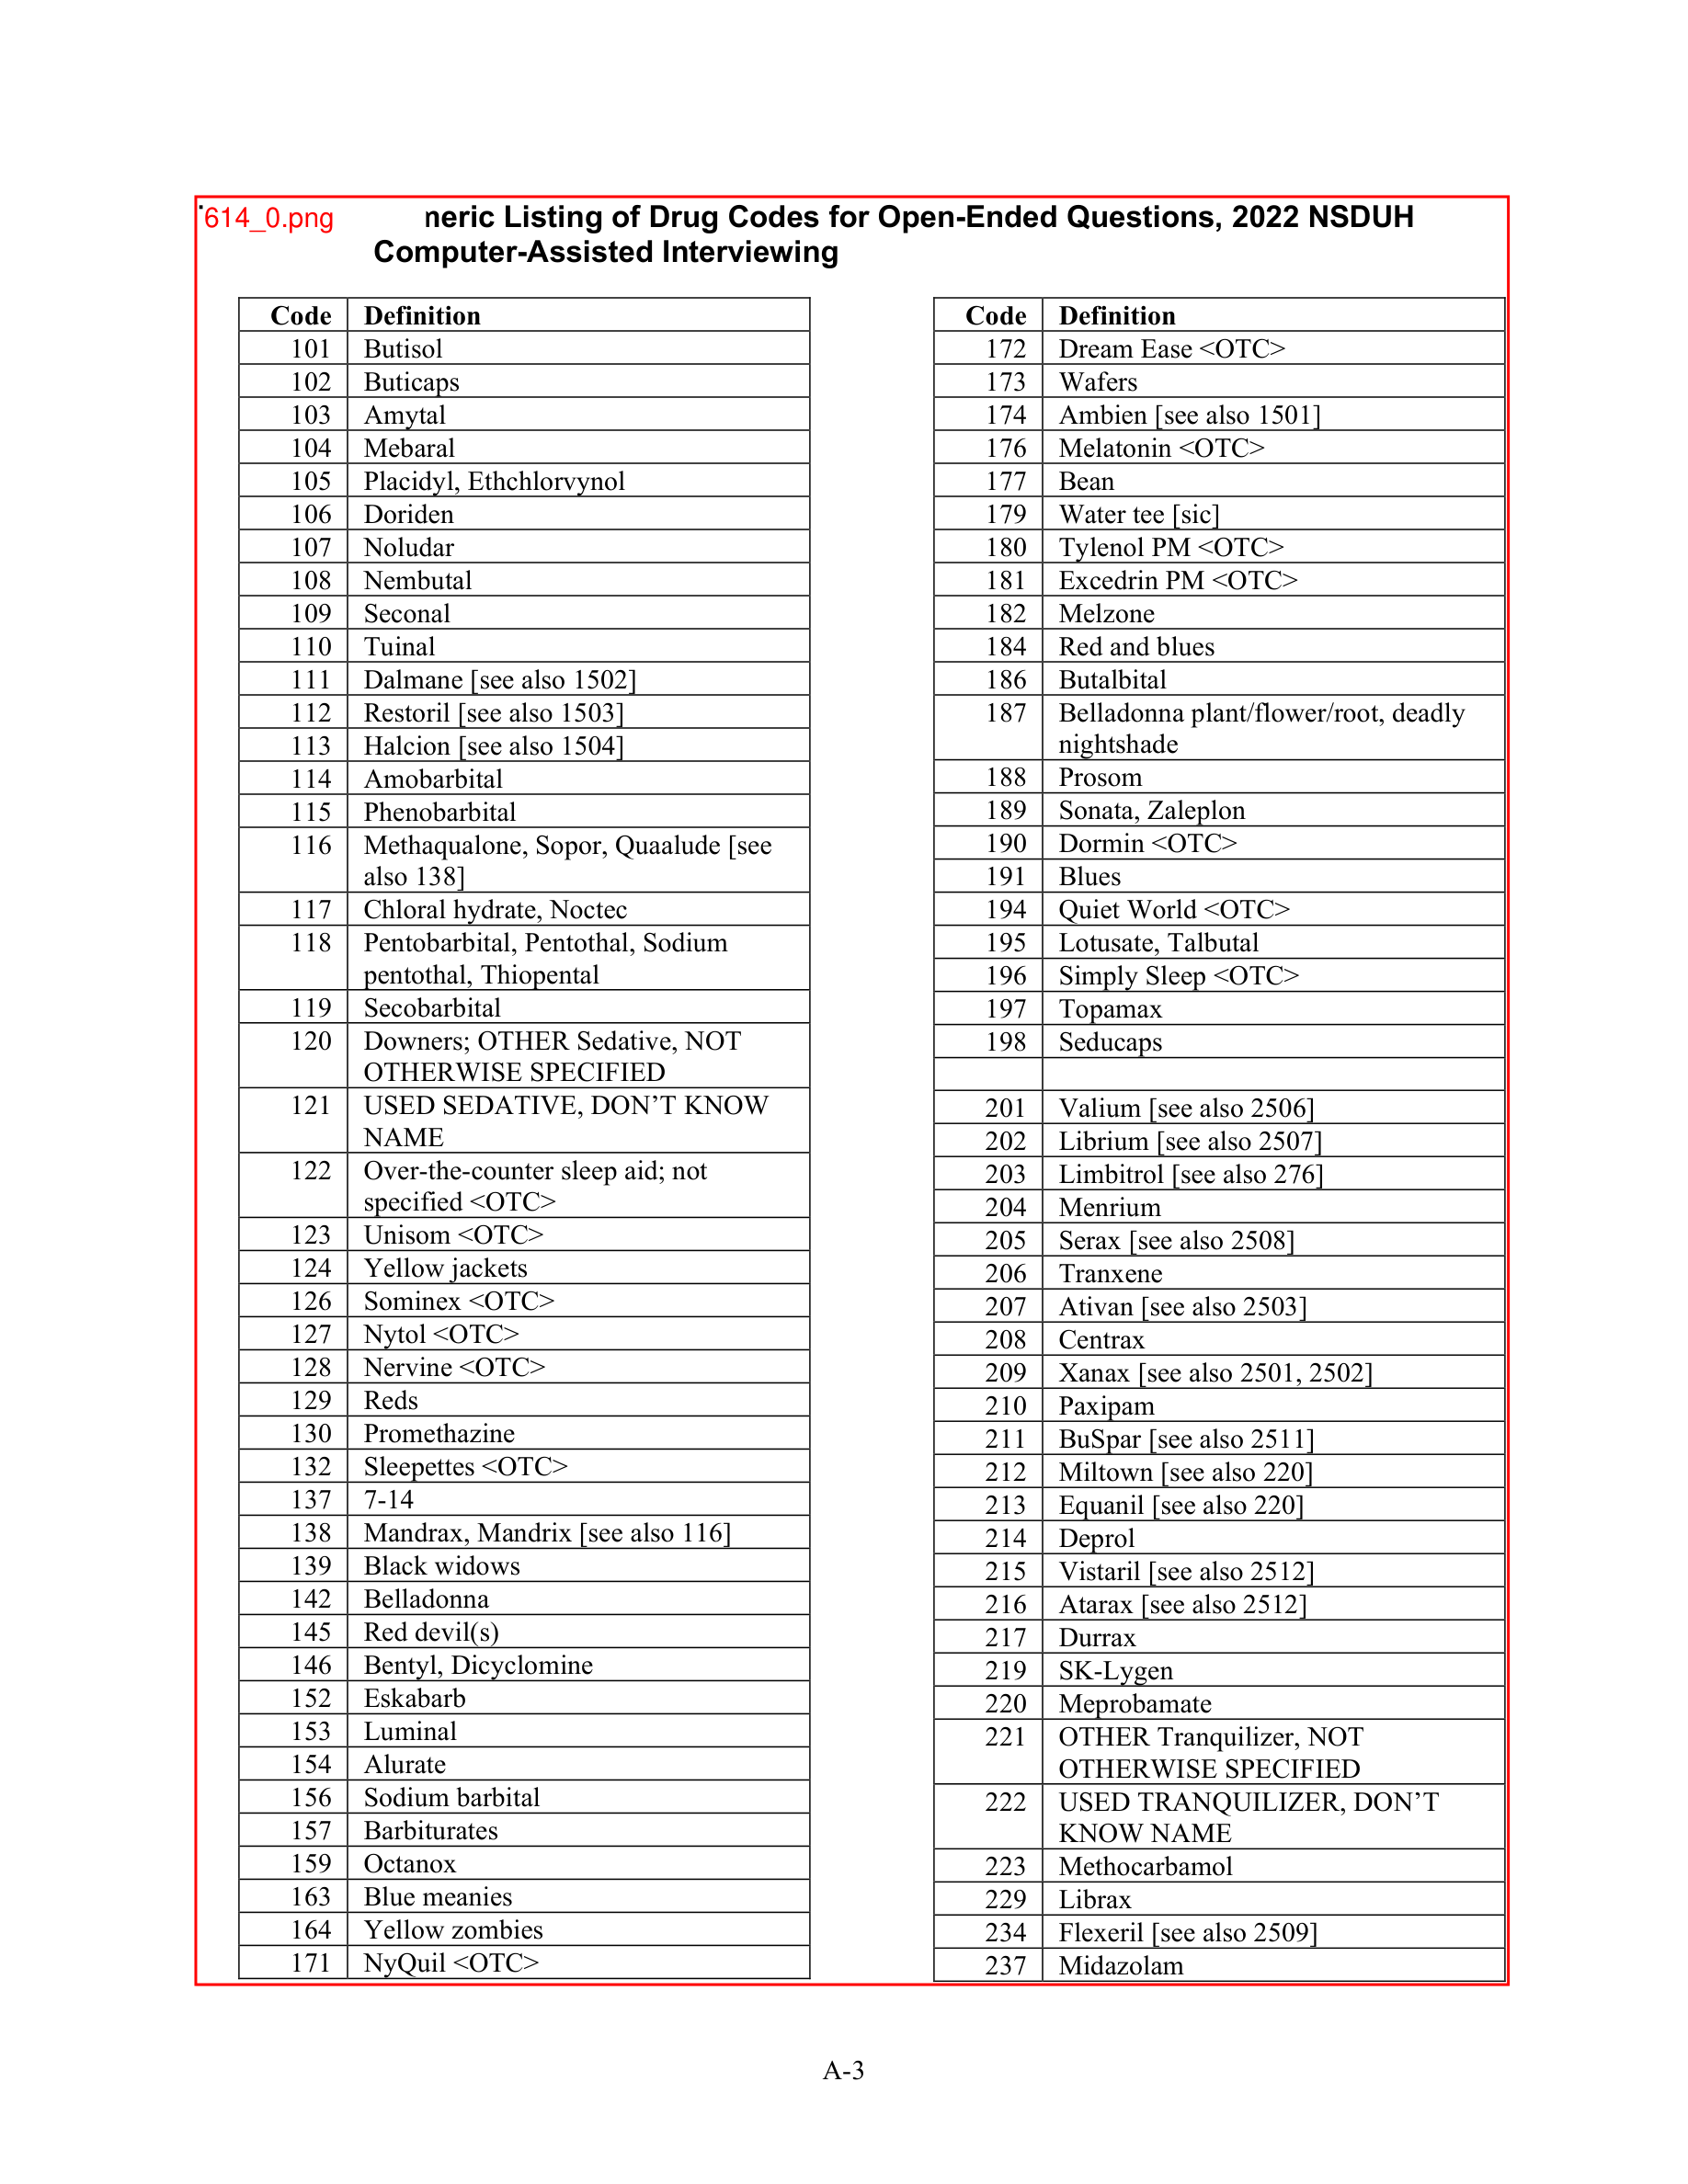 614_0.png
neric Listing of Drug Codes for Open-Ended Questions, 2022 NSDUH
Computer-Assisted Interviewing
Code Definition
101 Butisol
102 Buticaps
103 Amytal
104 Mebaral
105 Placidyl, Ethchlorvynol
106 Doriden
107 Noludar
108 Nembutal
109 Seconal
110 Tuinal
111 Dalmane [see also 1502]
112 Restoril [see also 1503]
113 Halcion [see also 1504]
114 Amobarbital
115 Phenobarbital
116 Methaqualone, Sopor, Quaalude [see
also 138]
117 Chloral hydrate, Noctec
118 Pentobarbital, Pentothal, Sodium
pentothal, Thiopental
119 Secobarbital
120 Downers; OTHER Sedative, NOT
OTHERWISE SPECIFIED
121 USED SEDATIVE, DON’T KNOW
NAME
122 Over-the-counter sleep aid; not
specified <OTC>
123 Unisom <OTC>
124 Yellow jackets
126 Sominex <OTC>
127 Nytol <OTC>
128 Nervine <OTC>
129 Reds
130 Promethazine
132 Sleepettes <OTC>
137 7-14
138 Mandrax, Mandrix [see also 116]
139 Black widows
142 Belladonna
145 Red devil(s)
146 Bentyl, Dicyclomine
152 Eskabarb
153 Luminal
154 Alurate
156 Sodium barbital
157 Barbiturates
159 Octanox
163 Blue meanies
164 Yellow zombies
171 NyQuil <OTC>
Code Definition
172 Dream Ease <OTC>
173 Wafers
174 Ambien [see also 1501]
176 Melatonin <OTC>
177 Bean
179 Water tee [sic]
180 Tylenol PM <OTC>
181 Excedrin PM <OTC>
182 Melzone
184 Red and blues
186 Butalbital
187 Belladonna plant/flower/root, deadly
nightshade
188 Prosom
189 Sonata, Zaleplon
190 Dormin <OTC>
191 Blues
194 Quiet World <OTC>
195 Lotusate, Talbutal
196 Simply Sleep <OTC>
197 Topamax
198 Seducaps
201 Valium [see also 2506]
202 Librium [see also 2507]
203 Limbitrol [see also 276]
204 Menrium
205 Serax [see also 2508]
206 Tranxene
207 Ativan [see also 2503]
208 Centrax
209 Xanax [see also 2501, 2502]
210 Paxipam
211 BuSpar [see also 2511]
212 Miltown [see also 220]
213 Equanil [see also 220]
214 Deprol
215 Vistaril [see also 2512]
216 Atarax [see also 2512]
217 Durrax
219 SK-Lygen
220 Meprobamate
221 OTHER Tranquilizer, NOT
OTHERWISE SPECIFIED
222 USED TRANQUILIZER, DON’T
KNOW NAME
223 Methocarbamol
229 Librax
234 Flexeril [see also 2509]
237 Midazolam
A-3